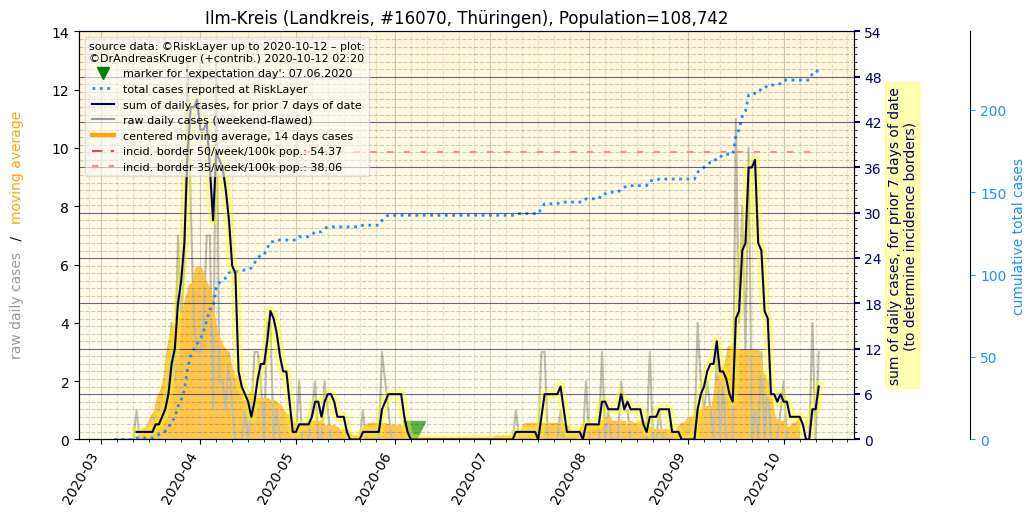 Ilm-Kreis (Landkreis, #16070, Thüringen), Population=108,742
source data: ©RiskLayer up to 2020-10-12 – plot:
©DrAndreasKruger (+contrib.) 2020-10-12 02:20
marker for 'expectation day': 07.06.2020
total cases reported at RiskLayer
sum of daily cases, for prior 7 days of date
raw daily cases (weekend-flawed)
centered moving average, 14 days cases
incid. border 50/week/100k pop.: 54.37
incid. border 35/week/100k pop.: 38.06
raw daily cases / moving average
14
12
10
8
6
4
2
0
54
48
42
36
30
24
18
12
6
0
sum of daily cases, for prior 7 days of date
(to determine incidence borders)
200
150
100
50
0
cumulative total cases
2020-03
2020-04
2020-05
2020-06
2020-07
2020-08
2020-09
2020-10